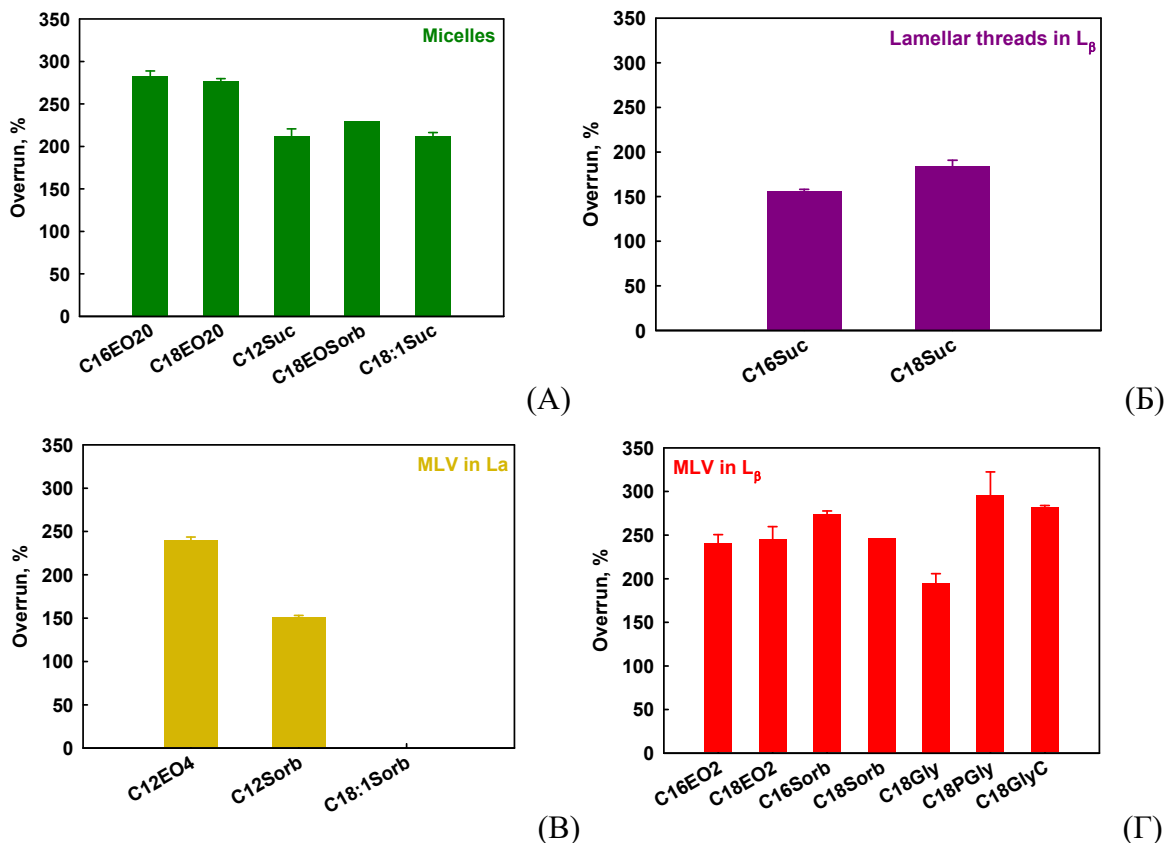 350
300
250
200
150
100
50
0
Overrun, %
Micelles
C16EO20
C18EO20
C12Suc
C18EOSorb
C18:1Suc
(А)
350
300
250
200
150
100
50
0
Overrun, %
Lamellar threads in Lβ
C16Suc
C18Suc
(Б)
350
300
250
200
150
100
50
0
Overrun, %
MLV in La
C12EO4
C12Sorb
C18:1Sorb
(В)
350
300
250
200
150
100
50
0
Overrun, %
MLV in Lβ
C16EO2
C18EO2
C16Sorb
C18Sorb
C18Gly
C18PGly
C18GlyC
(Г)